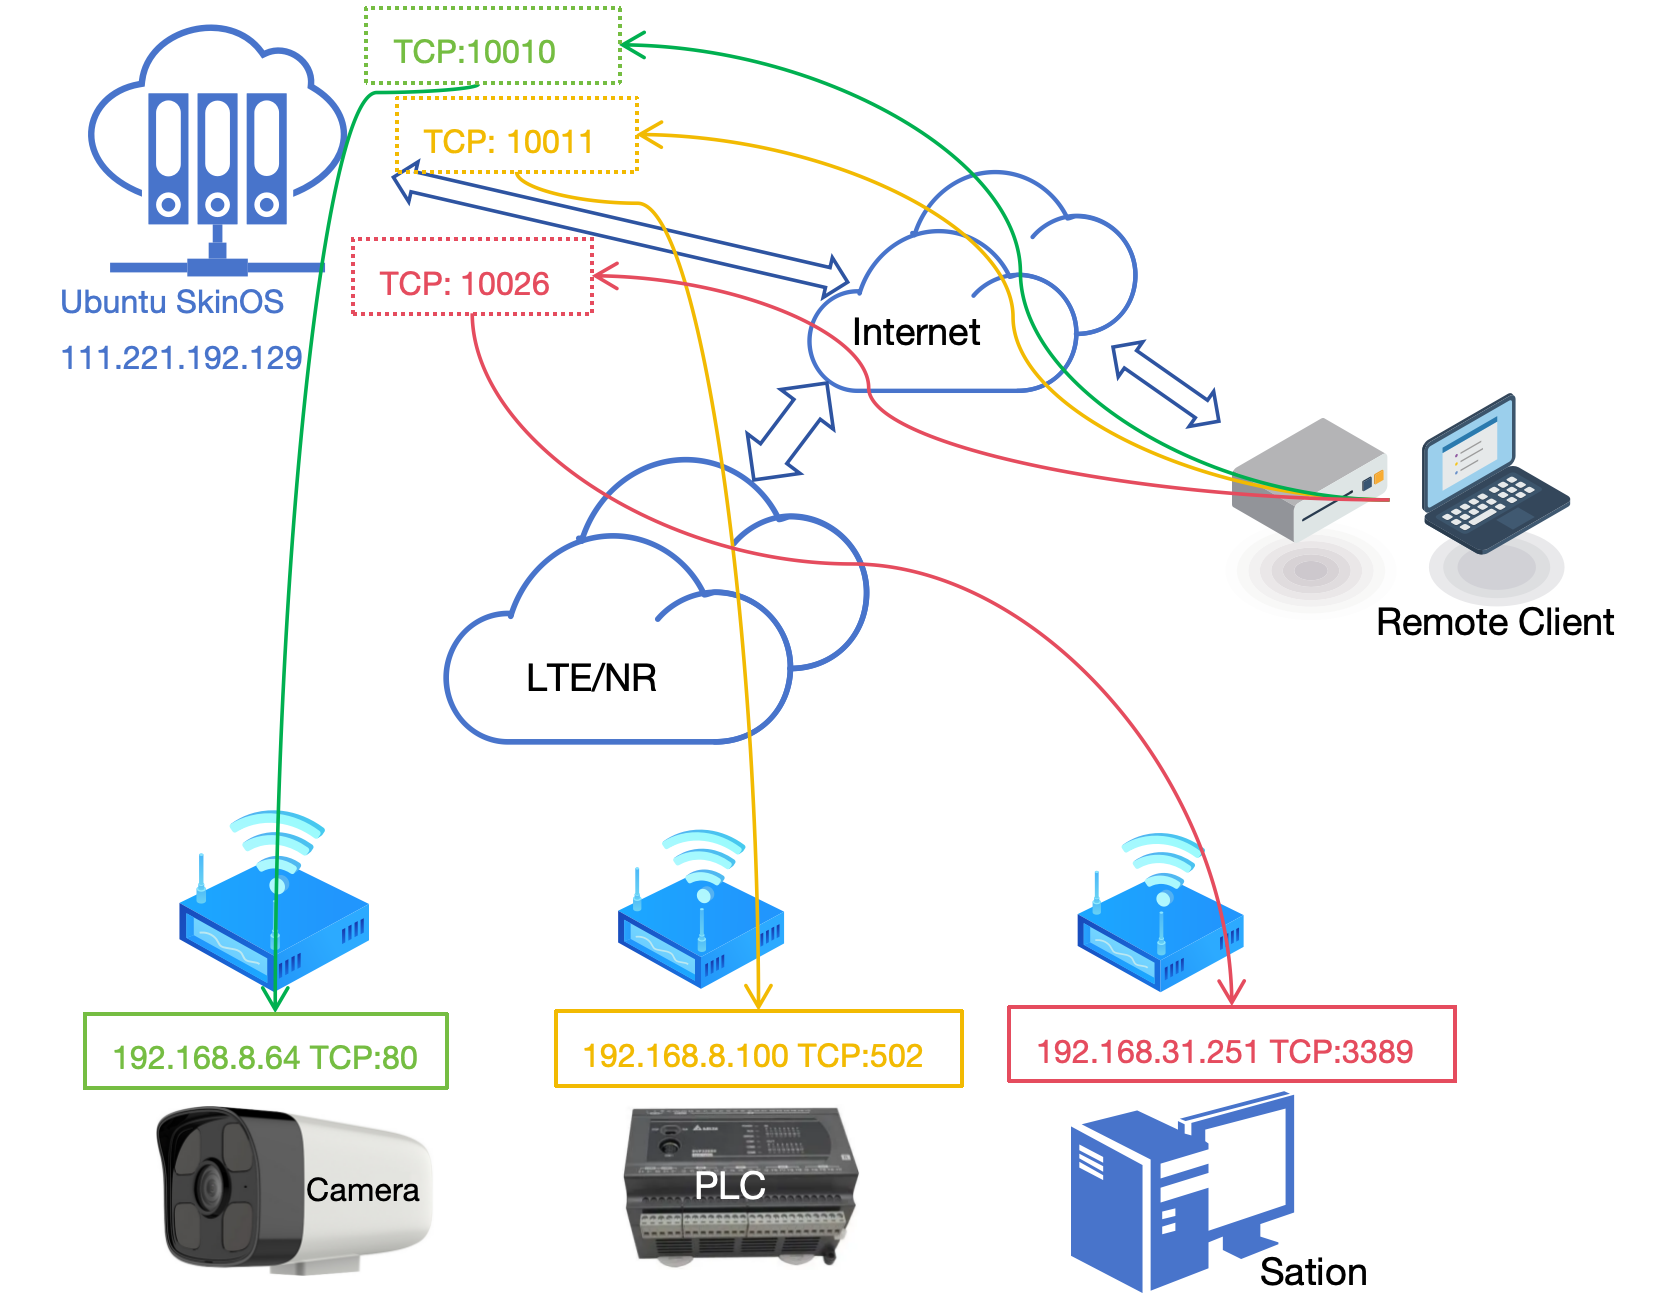 TCP:10010
TCP: 10011
TCP: 10026
Ubuntu SkinOS
111.221.192.129
Internet
Remote Client
LTE/NR
192.168.8.64 TCP:80
192.168.8.100 TCP:502
192.168.31.251 TCP:3389
Camera
PLC
Sation